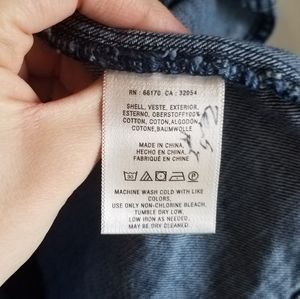 RN : 66170 CA : 32054
SHELL, VESTE, EXTERIOR,
ESTERNO, OBERSTOFF100%
COTTON, COTON, ALGODON,
COTONE, BAUMWOLLE
MADE IN CHINA
HECHO EN CHINA,
FABRIQUÉ EN CHINE
MACHINE WASH COLD WITH LIKE
COLORS,
USE ONLY NON-CHLORINE BLEACH,
TUMBLE DRY LOW,
LOW IRON AS NEEDED,
MAY BE DRY CLEANED